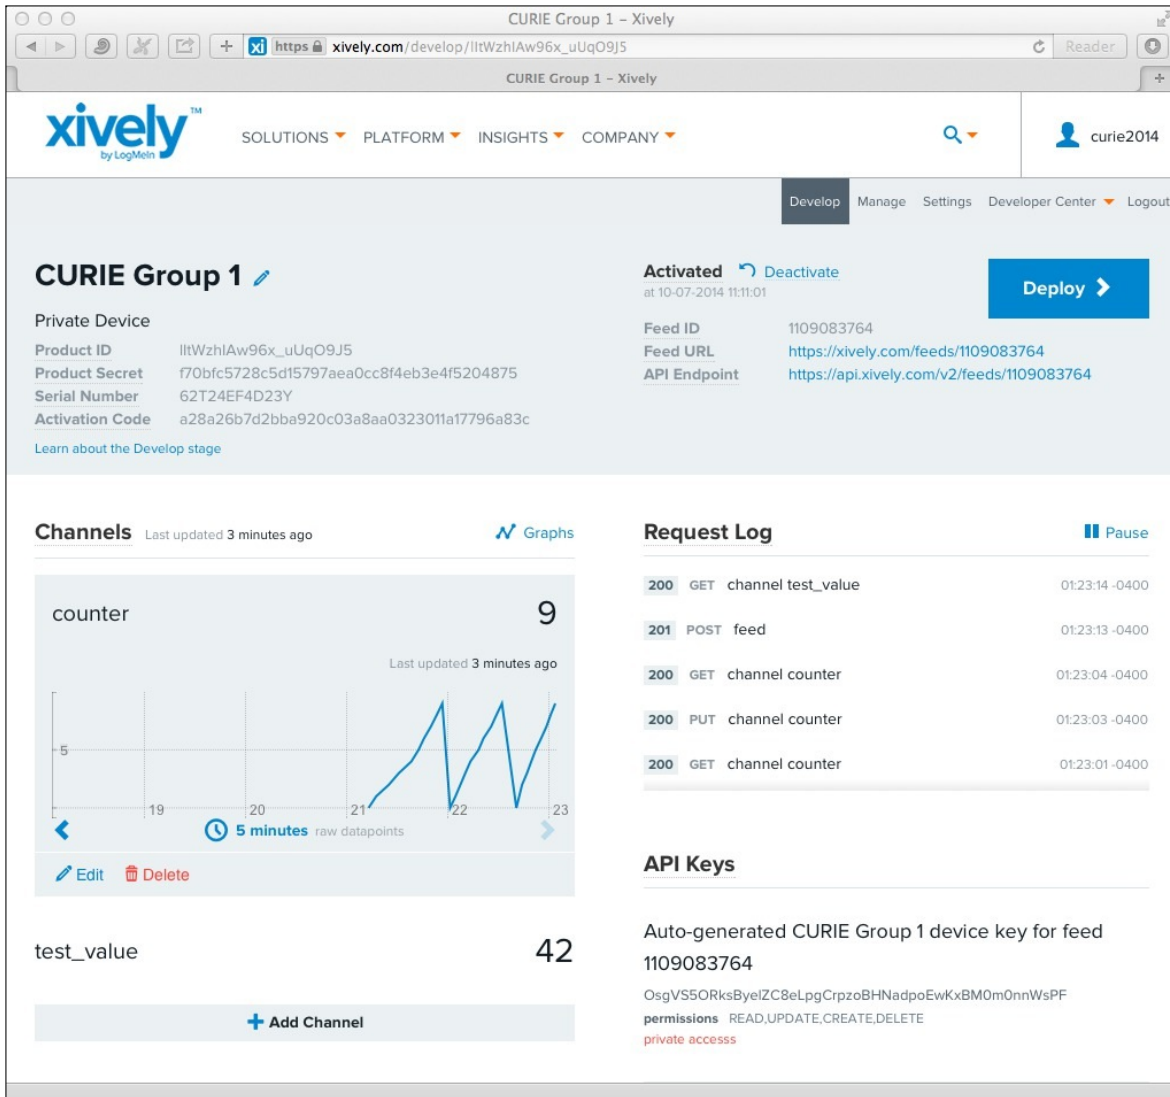 CURIE Group 1 – Xively
https xively.com/develop/lItWzhIAw96x_uUqO9J5
Reader
CURIE Group 1 – Xively
xively™
by LogMeIn
SOLUTIONS PLATFORM INSIGHTS COMPANY
curie2014
Develop Manage Settings Developer Center Logout
CURIE Group 1
Private Device
Product ID lItWzhIAw96x_uUqO9J5
Product Secret f70bfc5728c5d15797aea0cc8f4eb3e4f5204875
Serial Number 62T24EF4D23Y
Activation Code a28a26b7d2bba920c03a8aa0323011a17796a83c
Learn about the Develop stage
Activated Deactivate
at 10-07-2014 11:11:01
Deploy
Feed ID 1109083764
Feed URL https://xively.com/feeds/1109083764
API Endpoint https://api.xively.com/v2/feeds/1109083764
Channels Last updated 3 minutes ago Graphs
counter 9
Last updated 3 minutes ago
5
19 20 21 22 23
5 minutes raw datapoints
Edit Delete
test_value 42
+ Add Channel
Request Log Pause
200 GET channel test_value 01:23:14 -0400
201 POST feed 01:23:13 -0400
200 GET channel counter 01:23:04 -0400
200 PUT channel counter 01:23:03 -0400
200 GET channel counter 01:23:01 -0400
API Keys
Auto-generated CURIE Group 1 device key for feed
1109083764
OsgVS5ORksByelZC8eLpgCrpzoBHNadpoEwKxBM0m0nnWsPF
permissions READ,UPDATE,CREATE,DELETE
private accesss